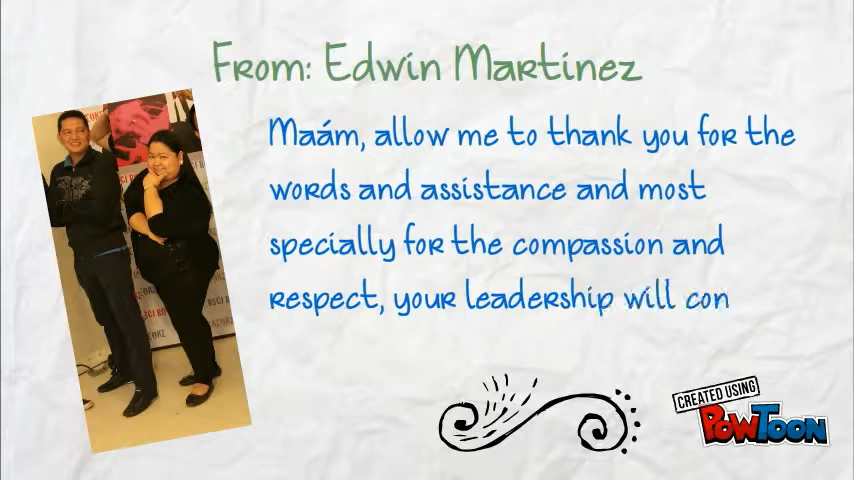 From: Edwin Martinez
Maám, allow me to thank you for the
words and assistance and most
specially for the compassion and
respect, your leadership will con
CREATED USING
POWTOON